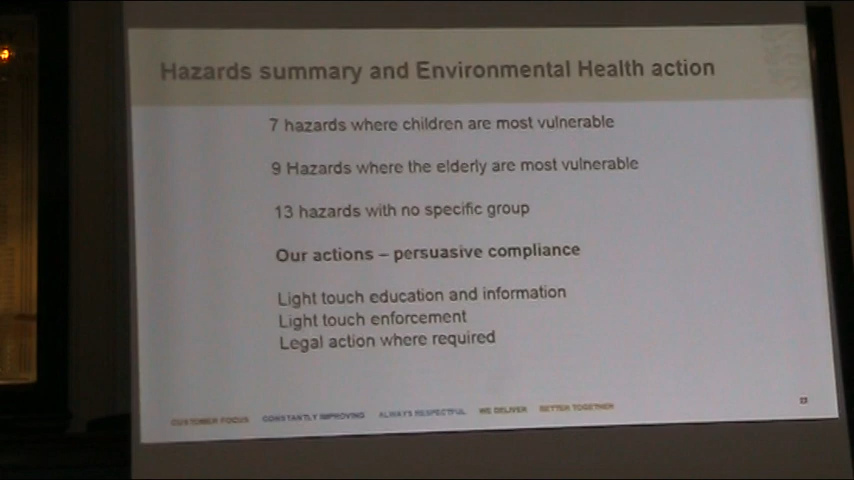 Hazards summary and Environmental Health action
7 hazards where children are most vulnerable
9 Hazards where the elderly are most vulnerable
13 hazards with no specific group
Our actions – persuasive compliance
Light touch education and information
Light touch enforcement
Legal action where required
CUSTOMER FOCUS CONSTANTLY IMPROVING ALWAYS RESPECTFUL WE DELIVER BETTER TOGETHER